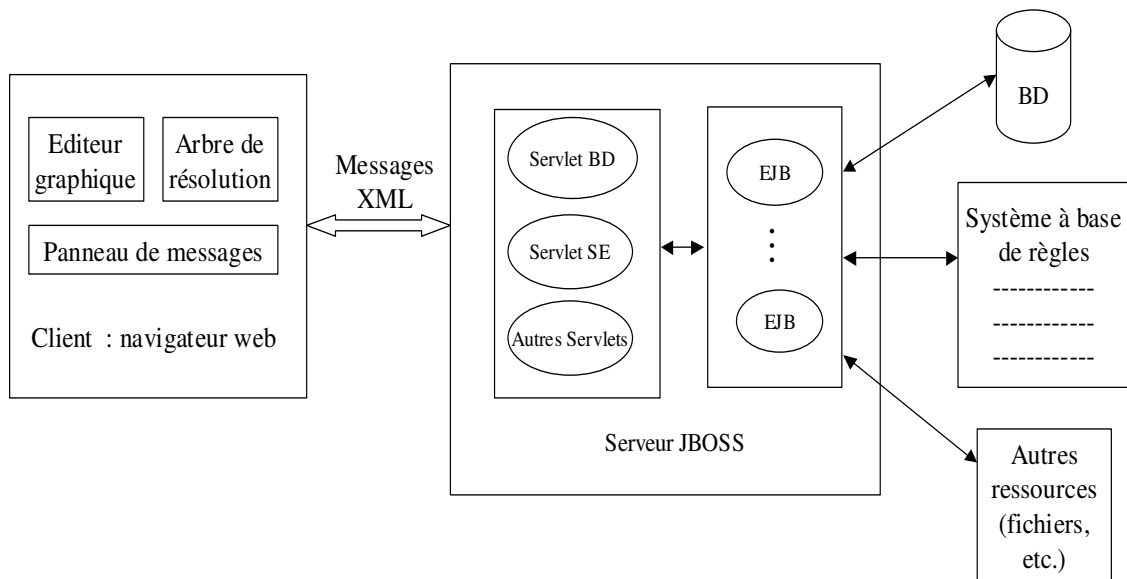 Editeur
graphique
Arbre de
résolution
Panneau de messages
Client : navigateur web
Messages
XML
Servlet BD
Servlet SE
Autres Servlets
EJB
EJB
Serveur JBOSS
BD
Système à base
de règles
-----------
-----------
-----------
Autres
ressources
(fichiers,
etc.)